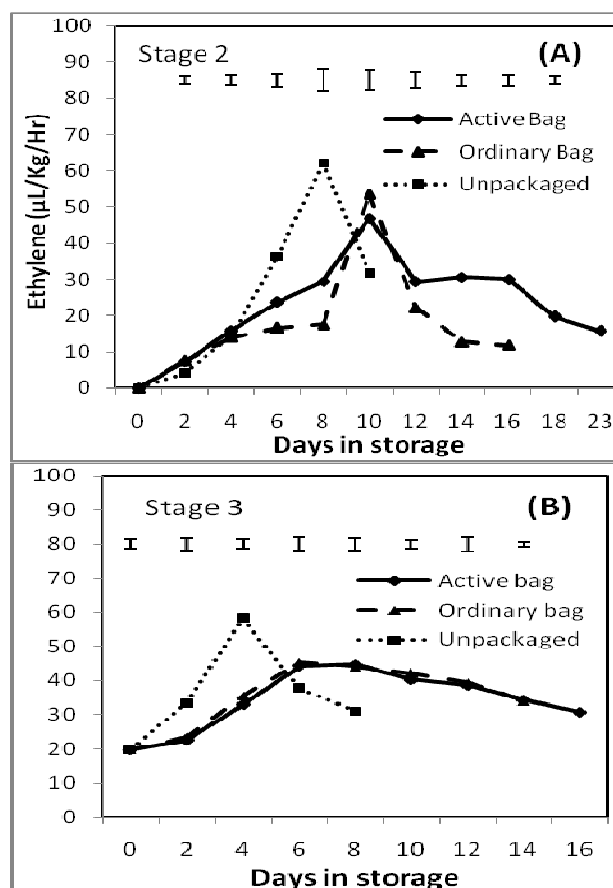 Stage 2
(A)
100
90
80
70
60
50
40
30
20
10
0
Ethylene (µL/Kg/Hr)
Active Bag
Ordinary Bag
Unpackaged
0 2 4 6 8 10 12 14 16 18 23
Days in storage
Stage 3
(B)
100
90
80
70
60
50
40
30
20
10
0
Active bag
Ordinary bag
Unpackaged
0 2 4 6 8 10 12 14 16
Days in storage